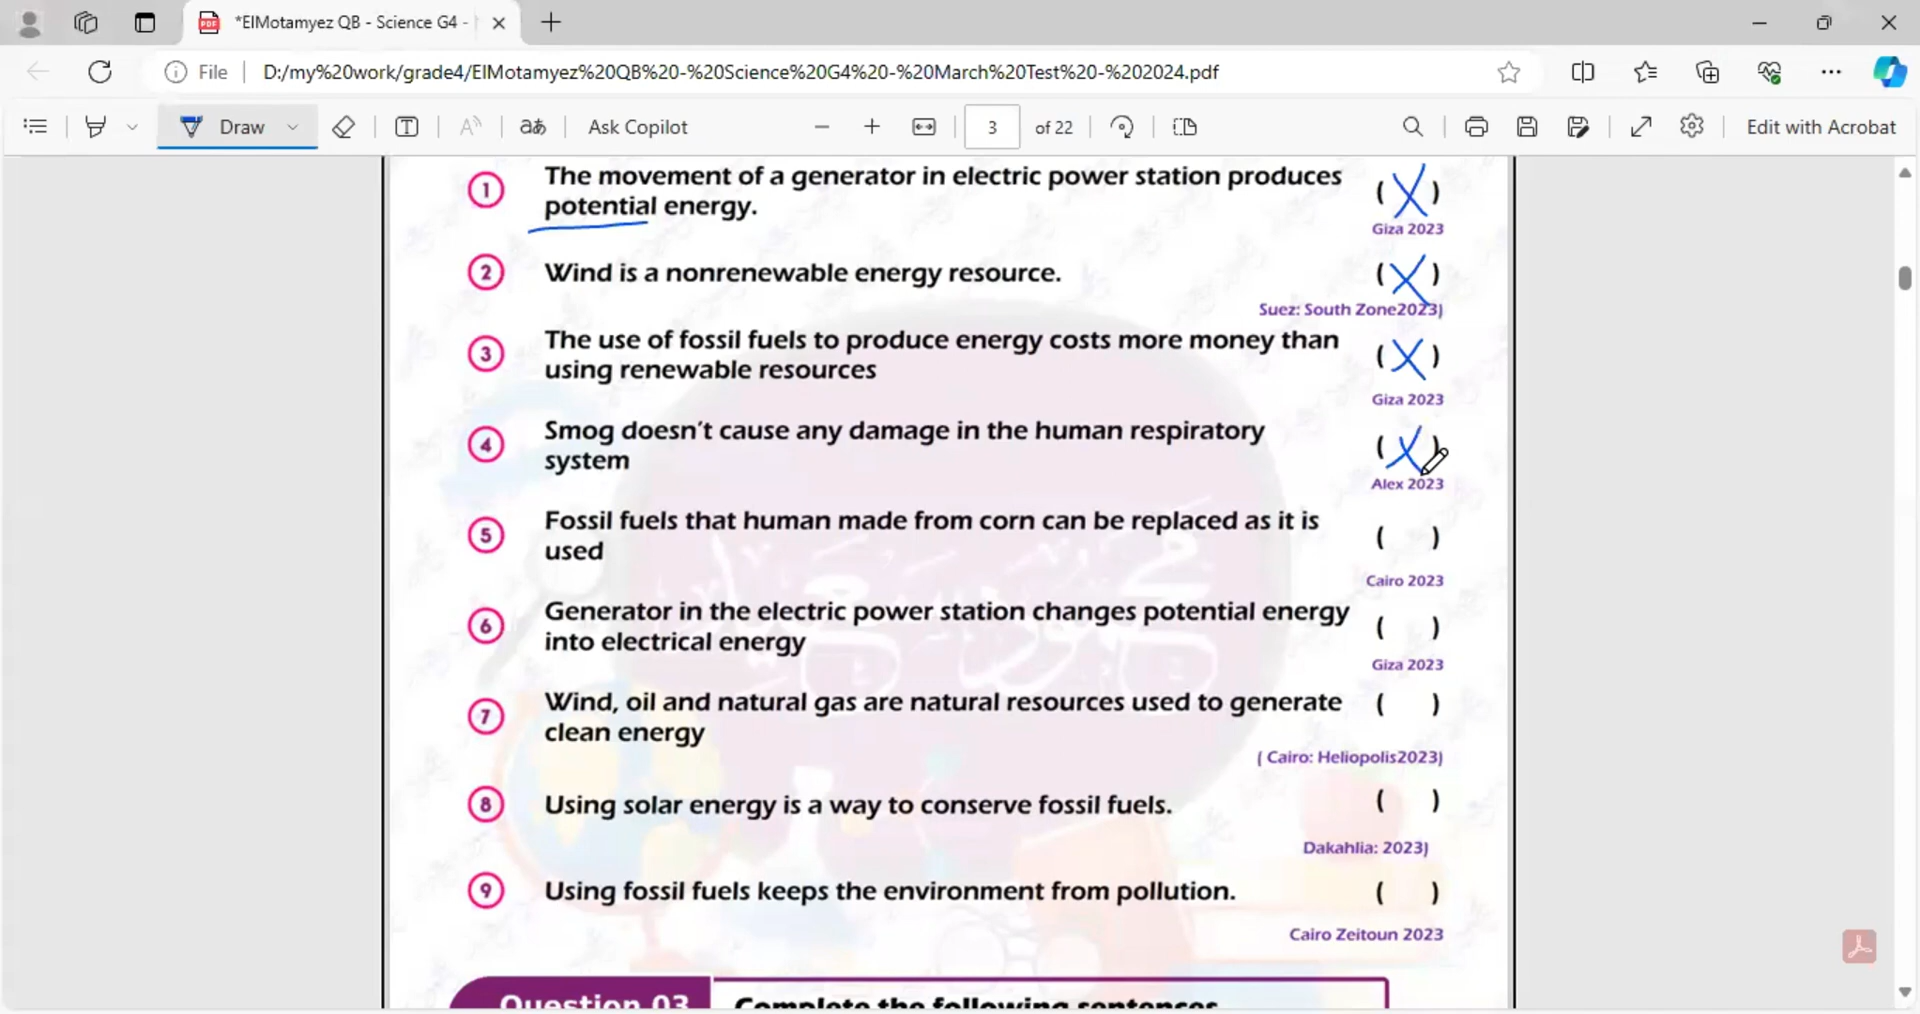 *ElMotamyez QB - Science G4 -
File
D:/my%20work/grade4/ElMotamyez%20QB%20-%20Science%20G4%20-%20March%20Test%20-%202024.pdf
Draw
Ask Copilot
3 of 22
Edit with Acrobat
1 The movement of a generator in electric power station produces
potential energy. (X)
Giza 2023
2 Wind is a nonrenewable energy resource. (X)
Suez: South Zone2023)
3 The use of fossil fuels to produce energy costs more money than
using renewable resources (X)
Giza 2023
4 Smog doesn't cause any damage in the human respiratory
system (X)
Alex 2023
5 Fossil fuels that human made from corn can be replaced as it is
used ( )
Cairo 2023
6 Generator in the electric power station changes potential energy
into electrical energy ( )
Giza 2023
7 Wind, oil and natural gas are natural resources used to generate
clean energy ( )
( Cairo: Heliopolis2023)
8 Using solar energy is a way to conserve fossil fuels. ( )
Dakahlia: 2023)
9 Using fossil fuels keeps the environment from pollution. ( )
Cairo Zeitoun 2023
Question 03 Complete the following sentences